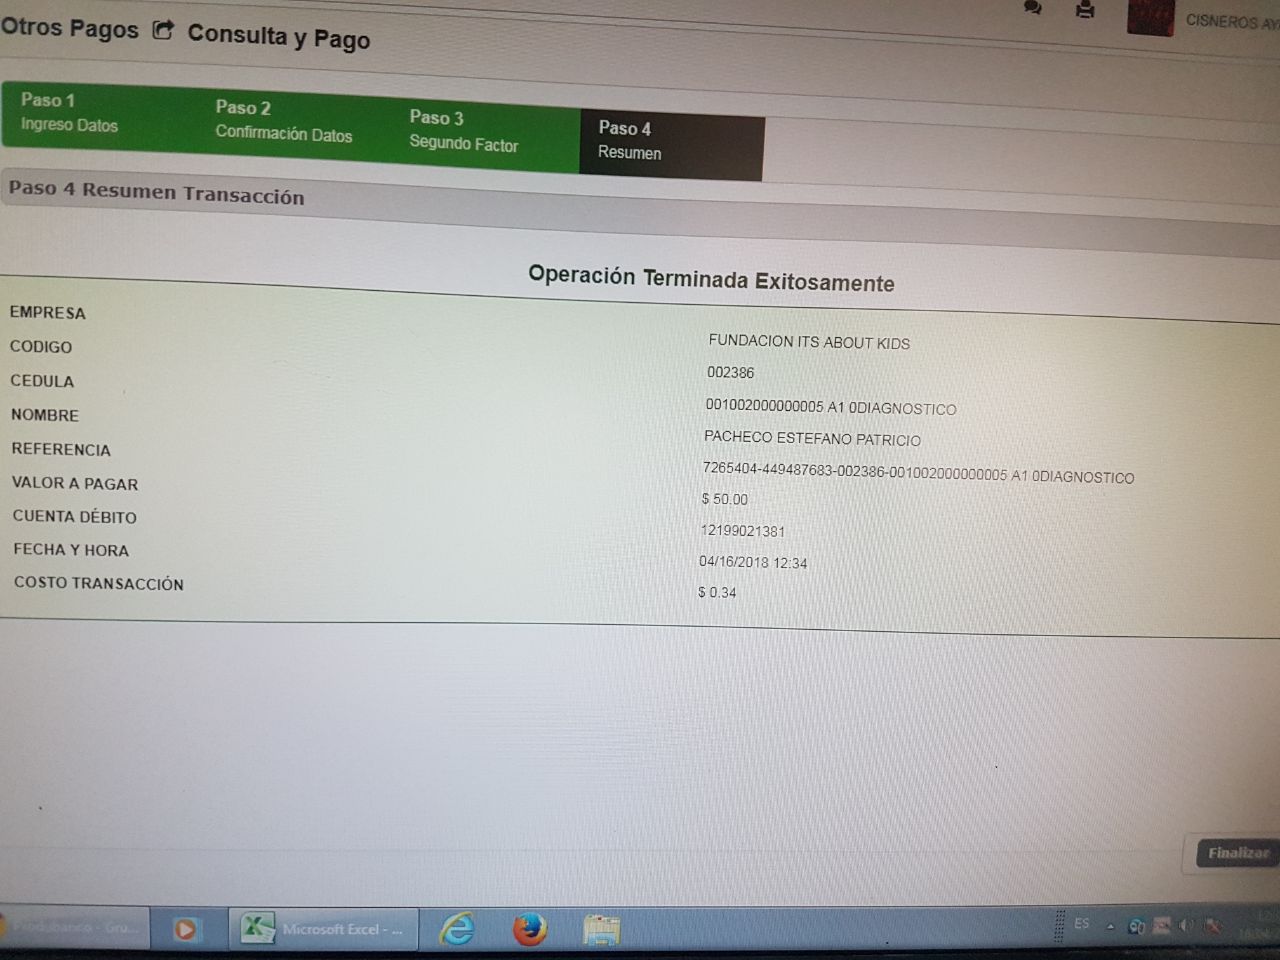 CISNEROS AY
Otros Pagos Consulta y Pago
Paso 1
Ingreso Datos
Paso 2
Confirmación Datos
Paso 3
Segundo Factor
Paso 4
Resumen
Paso 4 Resumen Transacción
Operación Terminada Exitosamente
EMPRESA FUNDACION ITS ABOUT KIDS
CODIGO 002386
CEDULA 001002000000005 A1 0DIAGNOSTICO
NOMBRE PACHECO ESTEFANO PATRICIO
REFERENCIA 7265404-449487683-002386-001002000000005 A1 0DIAGNOSTICO
VALOR A PAGAR $ 50.00
CUENTA DÉBITO 12199021381
FECHA Y HORA 04/16/2018 12:34
COSTO TRANSACCIÓN $ 0.34
Finalizar
Produbanco - Gru...
Microsoft Excel - ...
ES